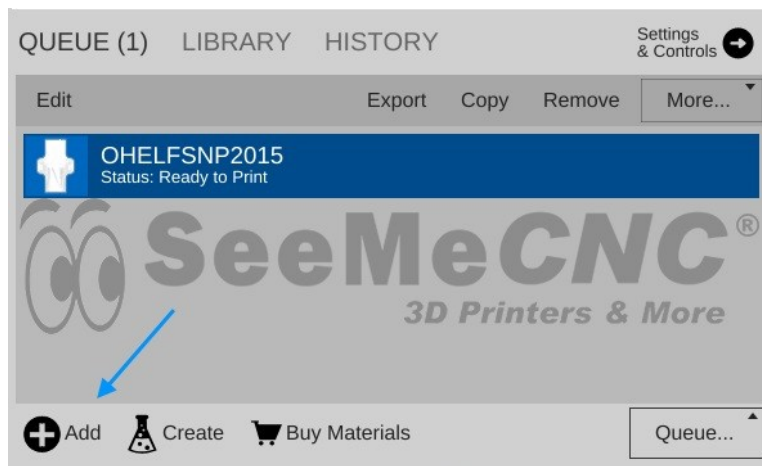 QUEUE (1) LIBRARY HISTORY Settings
& Controls
Edit Export Copy Remove More...
OHELFSNP2015
Status: Ready to Print
SeeMeCNC®
3D Printers & More
Add Create Buy Materials Queue...